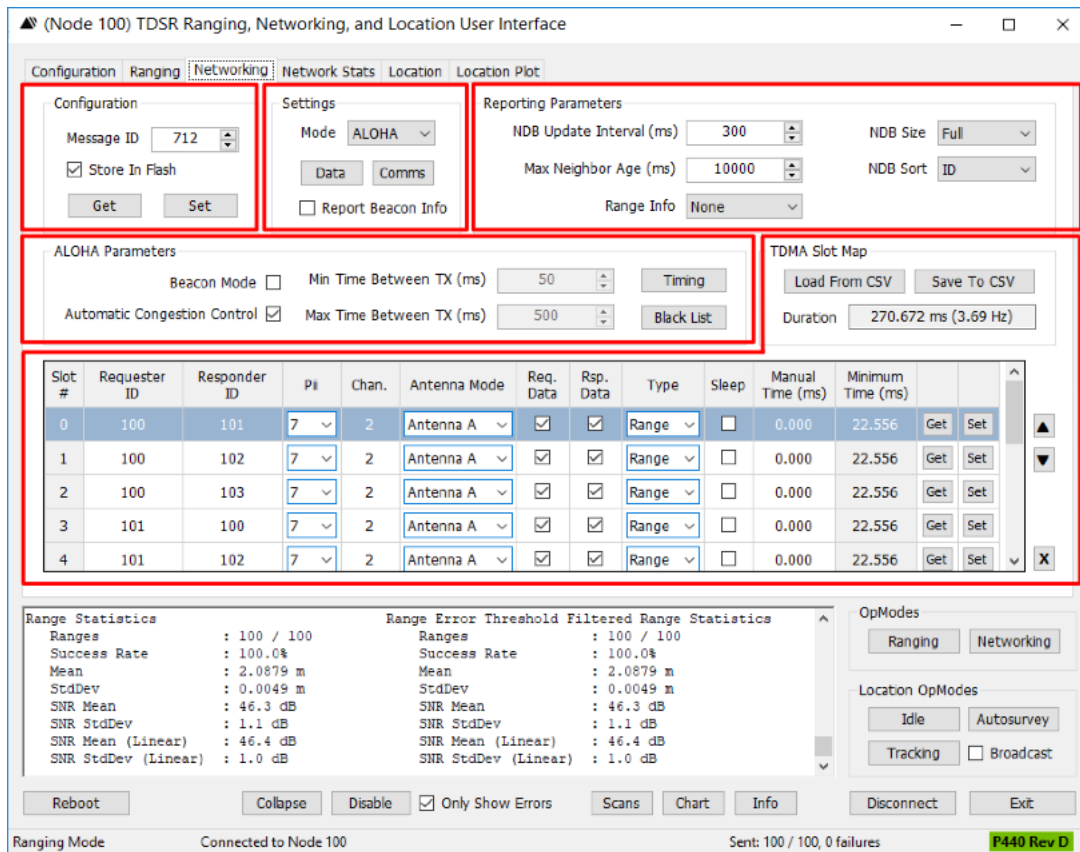 (Node 100) TDSR Ranging, Networking, and Location User Interface
Configuration Ranging Networking Network Stats Location Location Plot
Configuration
Message ID 712
Store In Flash
Get Set
Settings
Mode ALOHA
Data Comms
Report Beacon Info
Reporting Parameters
NDB Update Interval (ms) 300 NDB Size Full
Max Neighbor Age (ms) 10000 NDB Sort ID
Range Info None
ALOHA Parameters
Beacon Mode Min Time Between TX (ms) 50 Timing
Automatic Congestion Control Max Time Between TX (ms) 500 Black List
TDMA Slot Map
Load From CSV Save To CSV
Duration 270.672 ms (3.69 Hz)
Slot # Requester ID Responder ID PII Chan. Antenna Mode Req. Data Rsp. Data Type Sleep Manual Time (ms) Minimum Time (ms)
0 100 101 7 2 Antenna A Range 0.000 22.556 Get Set
1 100 102 7 2 Antenna A Range 0.000 22.556 Get Set
2 100 103 7 2 Antenna A Range 0.000 22.556 Get Set
3 101 100 7 2 Antenna A Range 0.000 22.556 Get Set
4 101 102 7 2 Antenna A Range 0.000 22.556 Get Set
X
Range Statistics Range Error Threshold Filtered Range Statistics
Ranges : 100 / 100 Ranges : 100 / 100
Success Rate : 100.0% Success Rate : 100.0%
Mean : 2.0879 m Mean : 2.0879 m
StdDev : 0.0049 m StdDev : 0.0049 m
SNR Mean : 46.3 dB SNR Mean : 46.3 dB
SNR StdDev : 1.1 dB SNR StdDev : 1.1 dB
SNR Mean (Linear) : 46.4 dB SNR Mean (Linear) : 46.4 dB
SNR StdDev (Linear) : 1.0 dB SNR StdDev (Linear) : 1.0 dB
OpModes
Ranging Networking
Location OpModes
Idle Autosurvey
Tracking Broadcast
Reboot Collapse Disable Only Show Errors Scans Chart Info Disconnect Exit
Ranging Mode Connected to Node 100 Sent: 100 / 100, 0 failures P440 Rev D